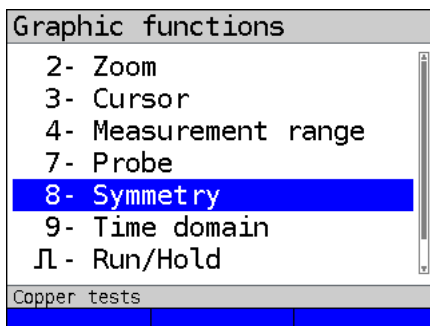 Graphic functions
2- Zoom
3- Cursor
4- Measurement range
7- Probe
8- Symmetry
9- Time domain
⎍- Run/Hold
Copper tests